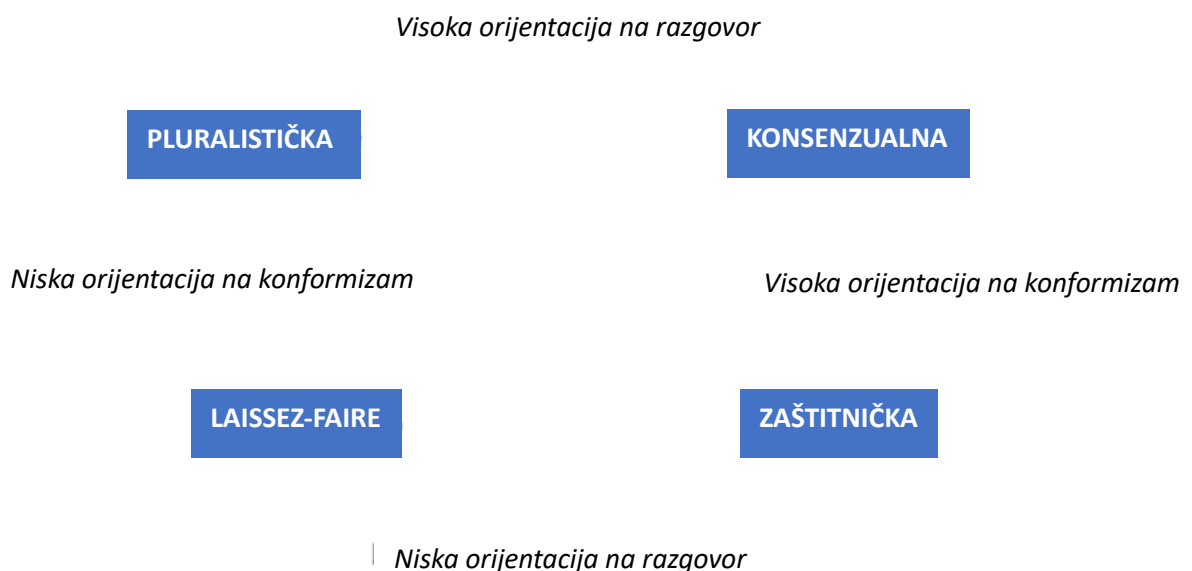 Visoka orijentacija na razgovor
PLURALISTIČKA
KONSENZUALNA
Niska orijentacija na konformizam
Visoka orijentacija na konformizam
LAISSEZ-FAIRE
ZAŠTITNIČKA
Niska orijentacija na razgovor